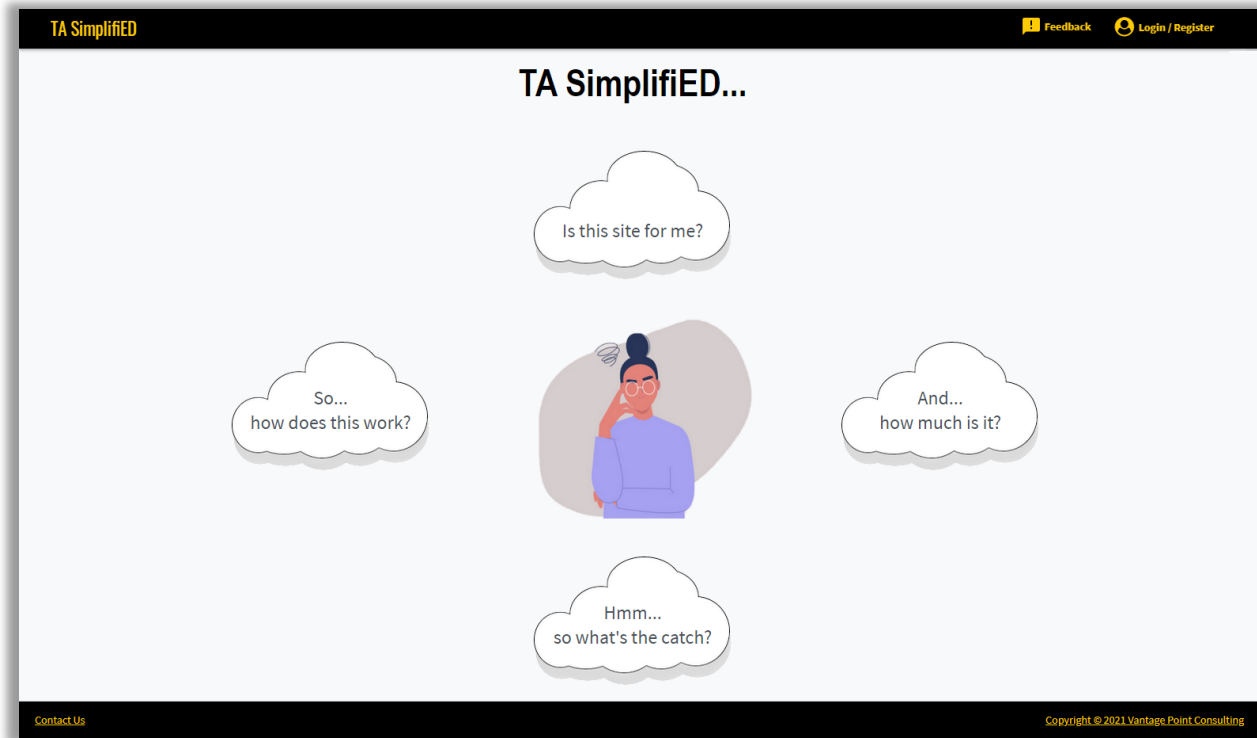 TA SimplifiED
Feedback
Login / Register
TA SimplifiED...
Is this site for me?
So...
how does this work?
And...
how much is it?
Hmm...
so what's the catch?
Contact Us
Copyright © 2021 Vantage Point Consulting